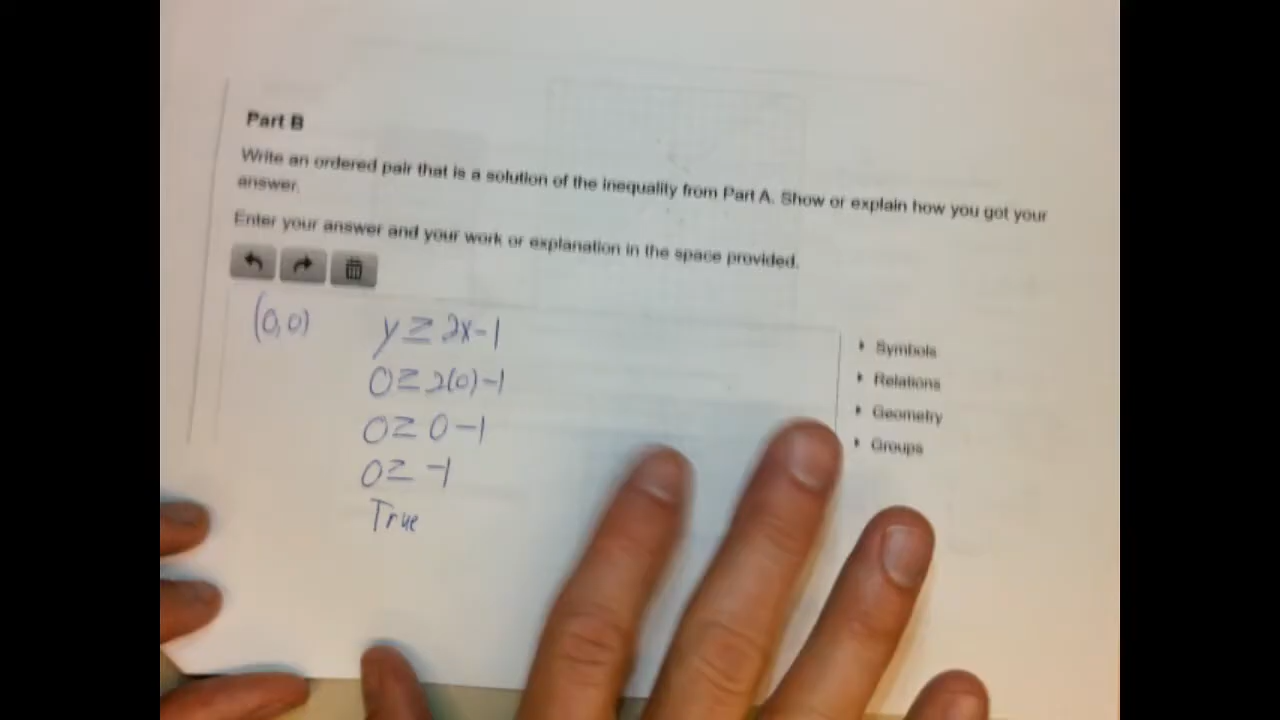 Part B
Write an ordered pair that is a solution of the inequality from Part A. Show or explain how you got your
answer.
Enter your answer and your work or explanation in the space provided.
(0,0)
y ≥ 2x-1
0 ≥ 2(0)-1
0 ≥ 0-1
0 ≥ -1
True
Symbols
Relations
Geometry
Groups